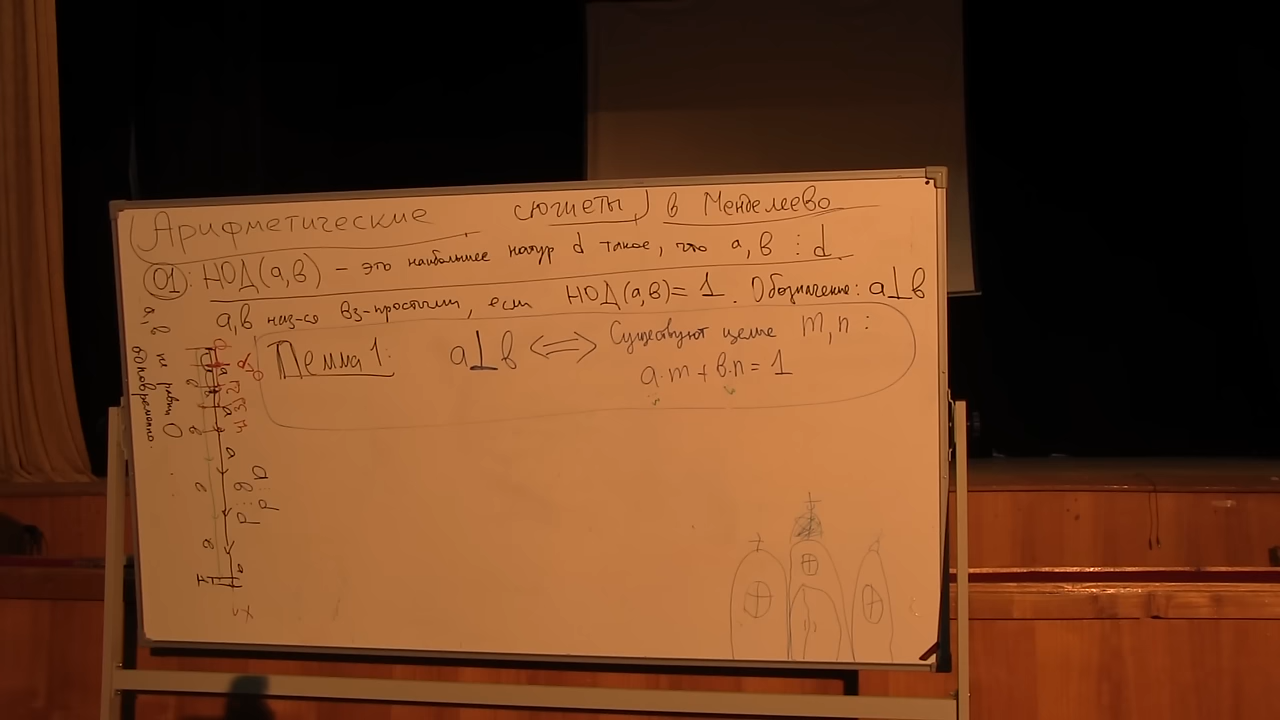 Арифметические сюжеты в Менделеево
О1: НОД(a,b) – это наибольшее натур d такое, что a, b ⋮ d
a,b наз-ся вз-простыми, если НОД(a,b)=1. Обозначение: a⊥b
Лемма 1: a⊥b ⟺ Существуют целые m,n:
a·m + b·n = 1
a, b не равны 0
одновременно.